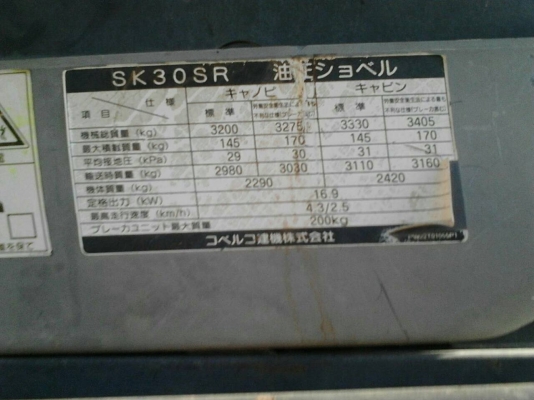 SK30SR 油圧ショベル
項目 仕様 キャノピ キャビン
標準 標準
機械総質量(kg) 3200 3275 3330 3405
最大積載質量(kg) 145 170 145 170
平均接地圧(kPa) 29 30 31 31
輸送時質量(kg) 2980 3030 3110 3160
機体質量(kg) 2290 2420
定格出力(kW) 16.9
最高走行速度(km/h) 4.3/2.5
ブレーカユニット最大質量 200kg
コベルコ建機株式会社